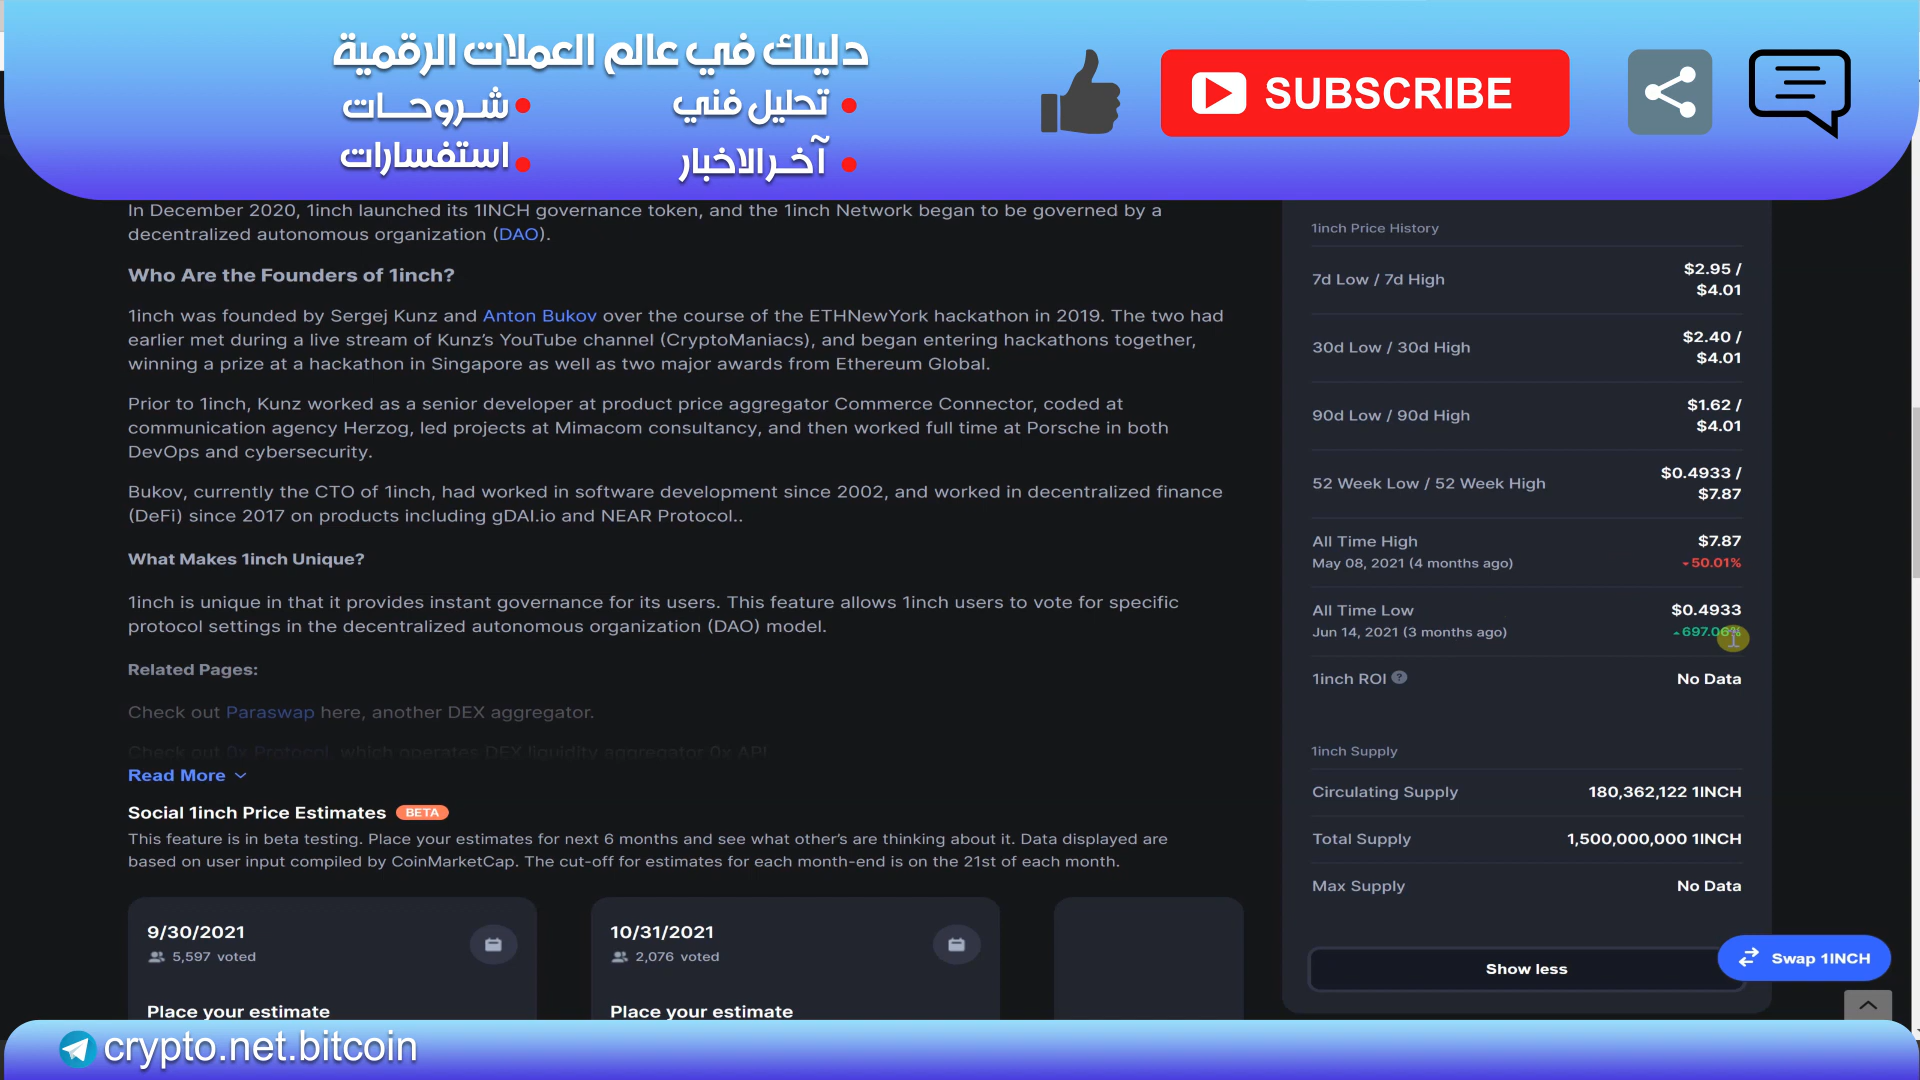 دليلك في عالم العملات الرقمية
• تحليل فني
• شروحات
• آخر الاخبار
• استفسارات
SUBSCRIBE
In December 2020, 1inch launched its 1INCH governance token, and the 1inch Network began to be governed by a
decentralized autonomous organization (DAO).
Who Are the Founders of 1inch?
1inch was founded by Sergej Kunz and Anton Bukov over the course of the ETHNewYork hackathon in 2019. The two had
earlier met during a live stream of Kunz's YouTube channel (CryptoManiacs), and began entering hackathons together,
winning a prize at a hackathon in Singapore as well as two major awards from Ethereum Global.
Prior to 1inch, Kunz worked as a senior developer at product price aggregator Commerce Connector, coded at
communication agency Herzog, led projects at Mimacom consultancy, and then worked full time at Porsche in both
DevOps and cybersecurity.
Bukov, currently the CTO of 1inch, had worked in software development since 2002, and worked in decentralized finance
(DeFi) since 2017 on products including gDAI.io and NEAR Protocol..
What Makes 1inch Unique?
1inch is unique in that it provides instant governance for its users. This feature allows 1inch users to vote for specific
protocol settings in the decentralized autonomous organization (DAO) model.
Related Pages:
Check out Paraswap here, another DEX aggregator.
Check out 0x Protocol, which operates DEX liquidity aggregator 0x API
Read More
Social 1inch Price Estimates BETA
This feature is in beta testing. Place your estimates for next 6 months and see what other's are thinking about it. Data displayed are
based on user input compiled by CoinMarketCap. The cut-off for estimates for each month-end is on the 21st of each month.
9/30/2021
5,597 voted
Place your estimate
10/31/2021
2,076 voted
Place your estimate
1inch Price History
7d Low / 7d High $2.95 /
$4.01
30d Low / 30d High $2.40 /
$4.01
90d Low / 90d High $1.62 /
$4.01
52 Week Low / 52 Week High $0.4933 /
$7.87
All Time High $7.87
May 08, 2021 (4 months ago) 50.01%
All Time Low $0.4933
Jun 14, 2021 (3 months ago) 697.06%
1inch ROI ? No Data
1inch Supply
Circulating Supply 180,362,122 1INCH
Total Supply 1,500,000,000 1INCH
Max Supply No Data
Show less
Swap 1INCH
crypto.net.bitcoin